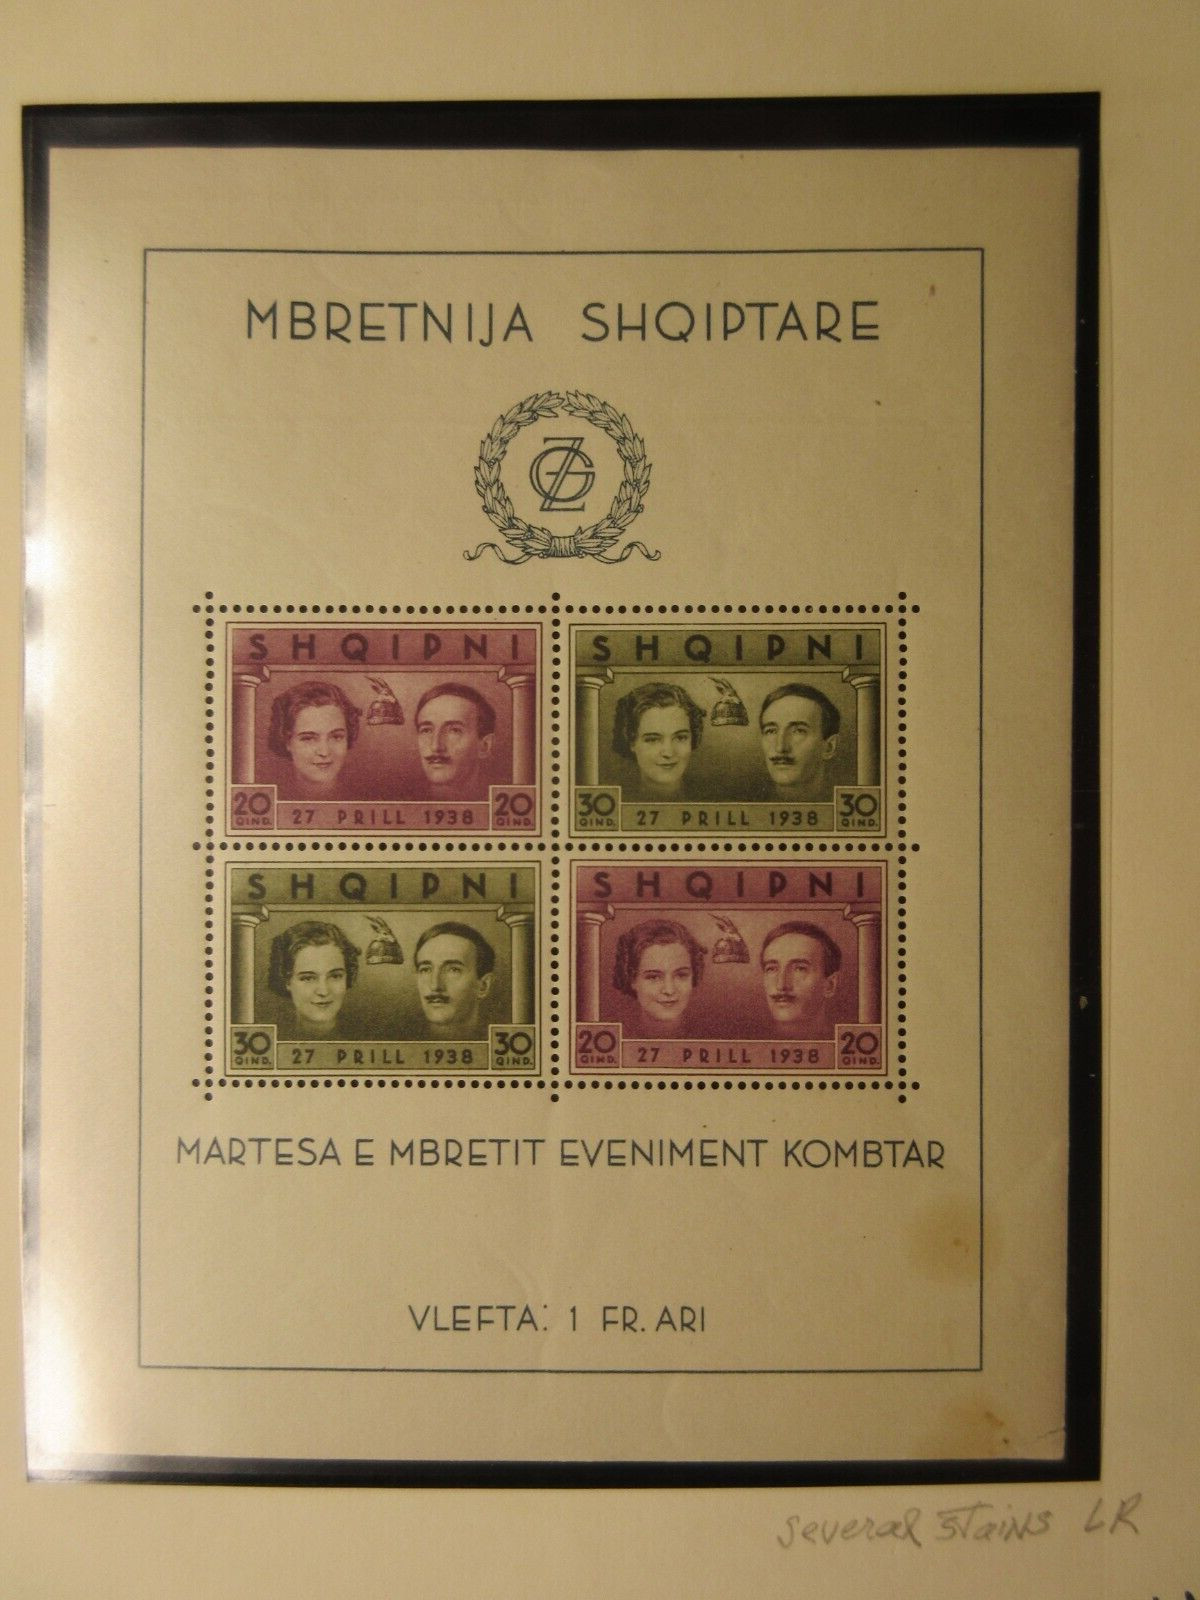 MBRETNIJA SHQIPTARE
ZG
SHQIPNI
20 QIND. 27 PRILL 1938 20 QIND.
SHQIPNI
30 QIND. 27 PRILL 1938 30 QIND.
SHQIPNI
30 QIND. 27 PRILL 1938 30 QIND.
SHQIPNI
20 QIND. 27 PRILL 1938 20 QIND.
MARTESA E MBRETIT EVENIMENT KOMBTAR
VLEFTA: 1 FR. ARI
several stains LR